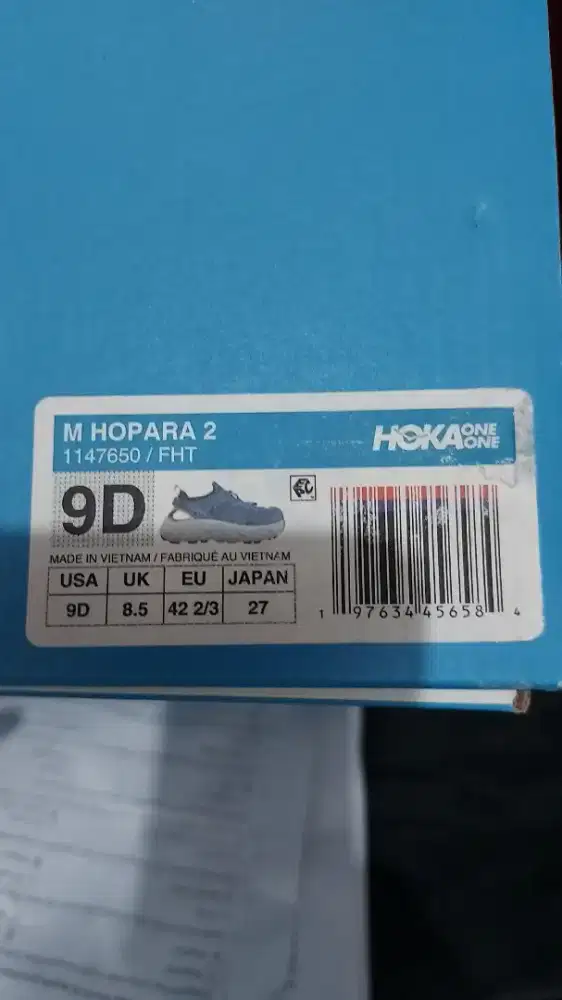 M HOPARA 2
1147650 / FHT
HOKA ONE ONE
9D
MADE IN VIETNAM / FABRIQUÉ AU VIETNAM
USA UK EU JAPAN
9D 8.5 42 2/3 27
1 97634 45658 4